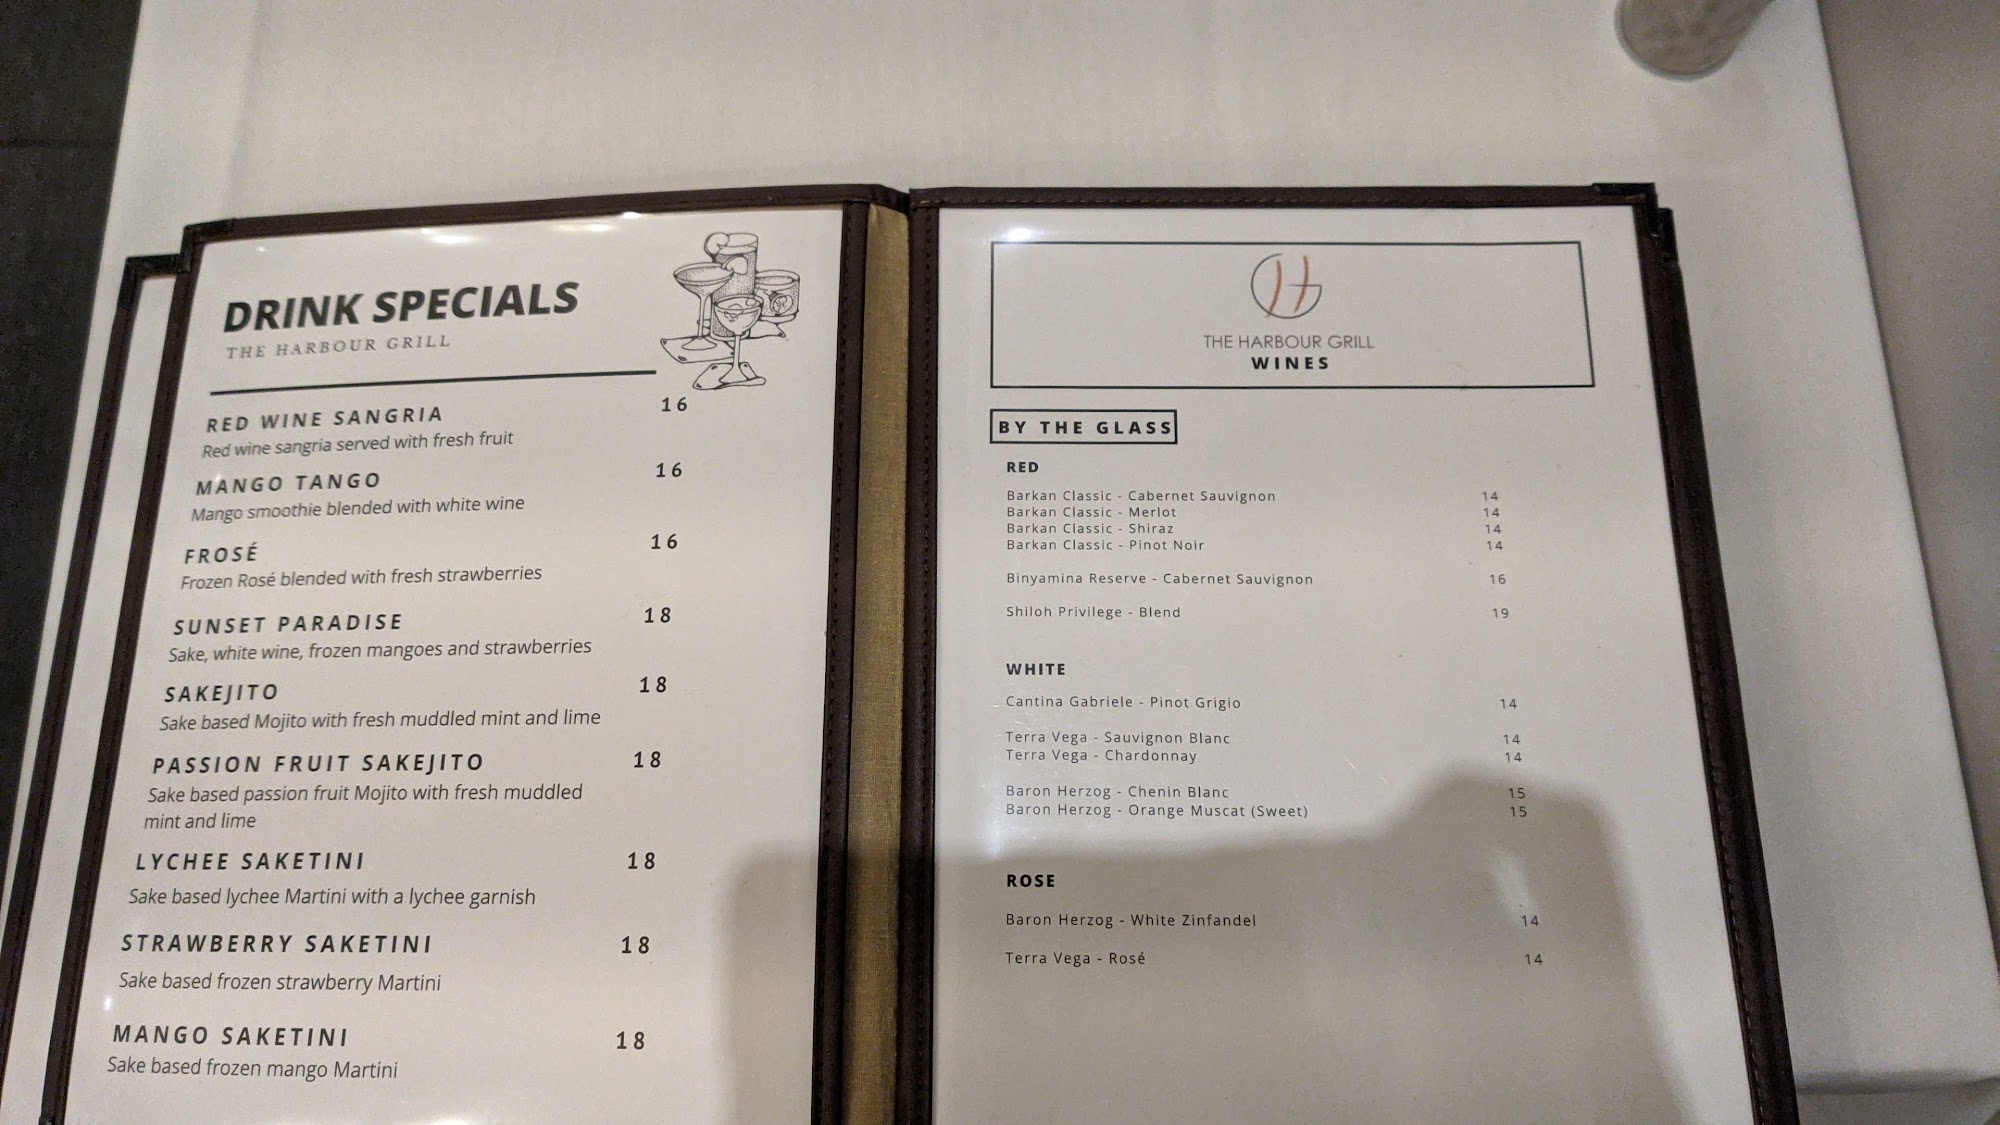 DRINK SPECIALS
THE HARBOUR GRILL
RED WINE SANGRIA 16
Red wine sangria served with fresh fruit
MANGO TANGO 16
Mango smoothie blended with white wine
FROSÉ 16
Frozen Rosé blended with fresh strawberries
SUNSET PARADISE 18
Sake, white wine, frozen mangoes and strawberries
SAKEJITO 18
Sake based Mojito with fresh muddled mint and lime
PASSION FRUIT SAKEJITO 18
Sake based passion fruit Mojito with fresh muddled
mint and lime
LYCHEE SAKETINI 18
Sake based lychee Martini with a lychee garnish
STRAWBERRY SAKETINI 18
Sake based frozen strawberry Martini
MANGO SAKETINI 18
Sake based frozen mango Martini
THE HARBOUR GRILL
WINES
BY THE GLASS
RED
Barkan Classic - Cabernet Sauvignon 14
Barkan Classic - Merlot 14
Barkan Classic - Shiraz 14
Barkan Classic - Pinot Noir 14
Binyamina Reserve - Cabernet Sauvignon 16
Shiloh Privilege - Blend 19
WHITE
Cantina Gabriele - Pinot Grigio 14
Terra Vega - Sauvignon Blanc 14
Terra Vega - Chardonnay 14
Baron Herzog - Chenin Blanc 15
Baron Herzog - Orange Muscat (Sweet) 15
ROSE
Baron Herzog - White Zinfandel 14
Terra Vega - Rosé 14